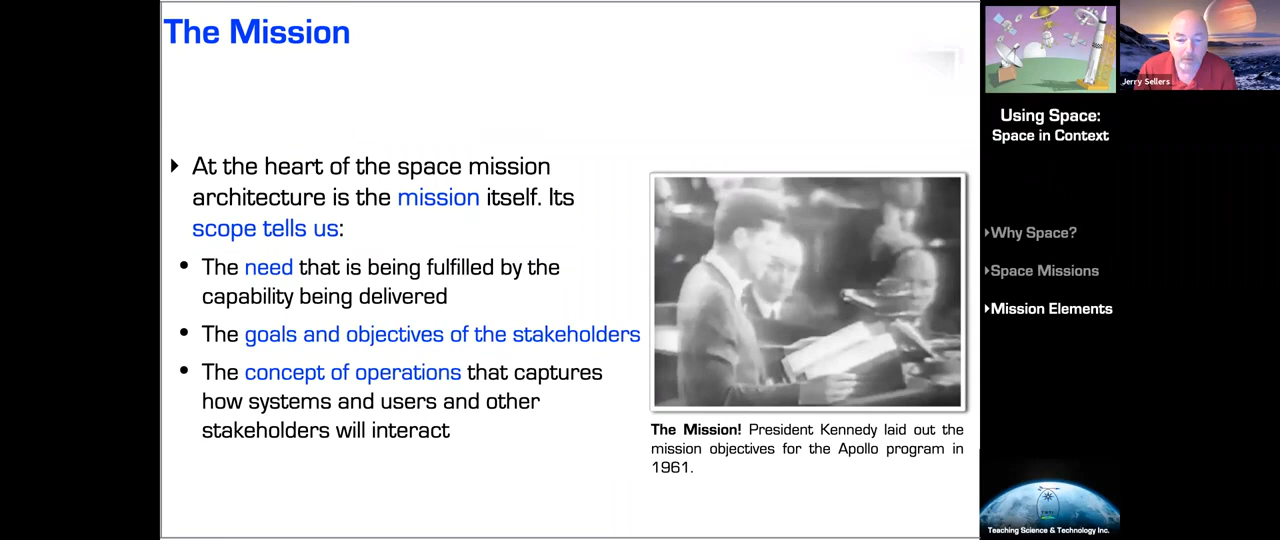 The Mission
At the heart of the space mission
architecture is the mission itself. Its
scope tells us:
• The need that is being fulfilled by the
capability being delivered
• The goals and objectives of the stakeholders
• The concept of operations that captures
how systems and users and other
stakeholders will interact
The Mission! President Kennedy laid out the
mission objectives for the Apollo program in
1961.
Jerry Sellers
Using Space:
Space in Context
Why Space?
Space Missions
Mission Elements
Teaching Science & Technology Inc.